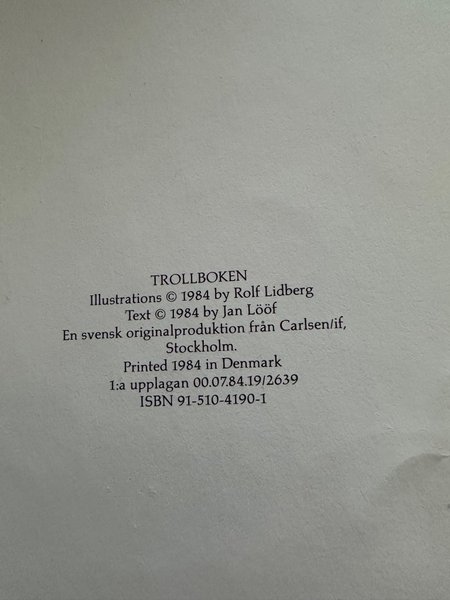 TROLLBOKEN
Illustrations © 1984 by Rolf Lidberg
Text © 1984 by Jan Lööf
En svensk originalproduktion från Carlsen/if,
Stockholm.
Printed 1984 in Denmark
1:a upplagan 00.07.84.19/2639
ISBN 91-510-4190-1